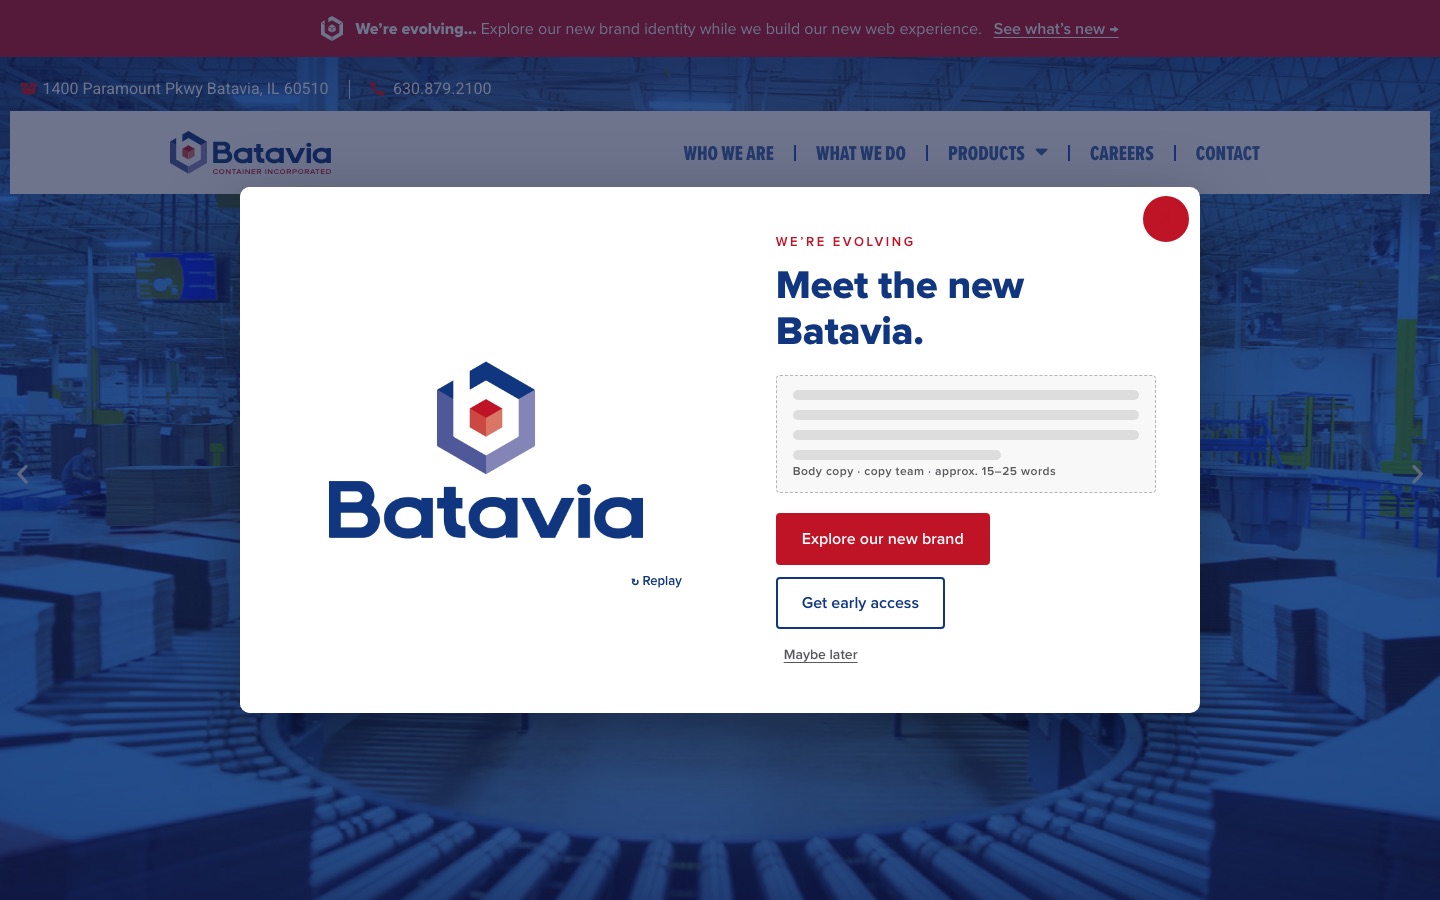 We're evolving... Explore our new brand identity while we build our new web experience. See what's new →
1400 Paramount Pkwy Batavia, IL 60510 | 630.879.2100
Batavia
CONTAINER INCORPORATED
WHO WE ARE | WHAT WE DO | PRODUCTS | CAREERS | CONTACT
WE'RE EVOLVING
Meet the new
Batavia.
Body copy · copy team · approx. 15–25 words
Explore our new brand
Get early access
Maybe later
Batavia
↻ Replay